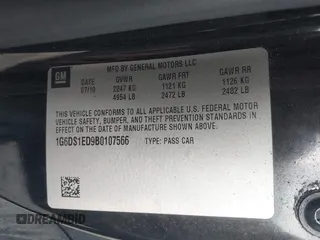 GM
MFD BY GENERAL MOTORS LLC
DATE GVWR GAWR FRT GAWR RR
07/10 2247 KG 1121 KG 1126 KG
4954 LB 2472 LB 2482 LB
THIS VEHICLE CONFORMS TO ALL APPLICABLE U.S. FEDERAL MOTOR
VEHICLE SAFETY, BUMPER, AND THEFT PREVENTION STANDARDS IN
EFFECT ON THE DATE OF MANUFACTURE SHOWN ABOVE.
1G6DS1ED9B0107566 TYPE: PASS CAR
DREAMBID